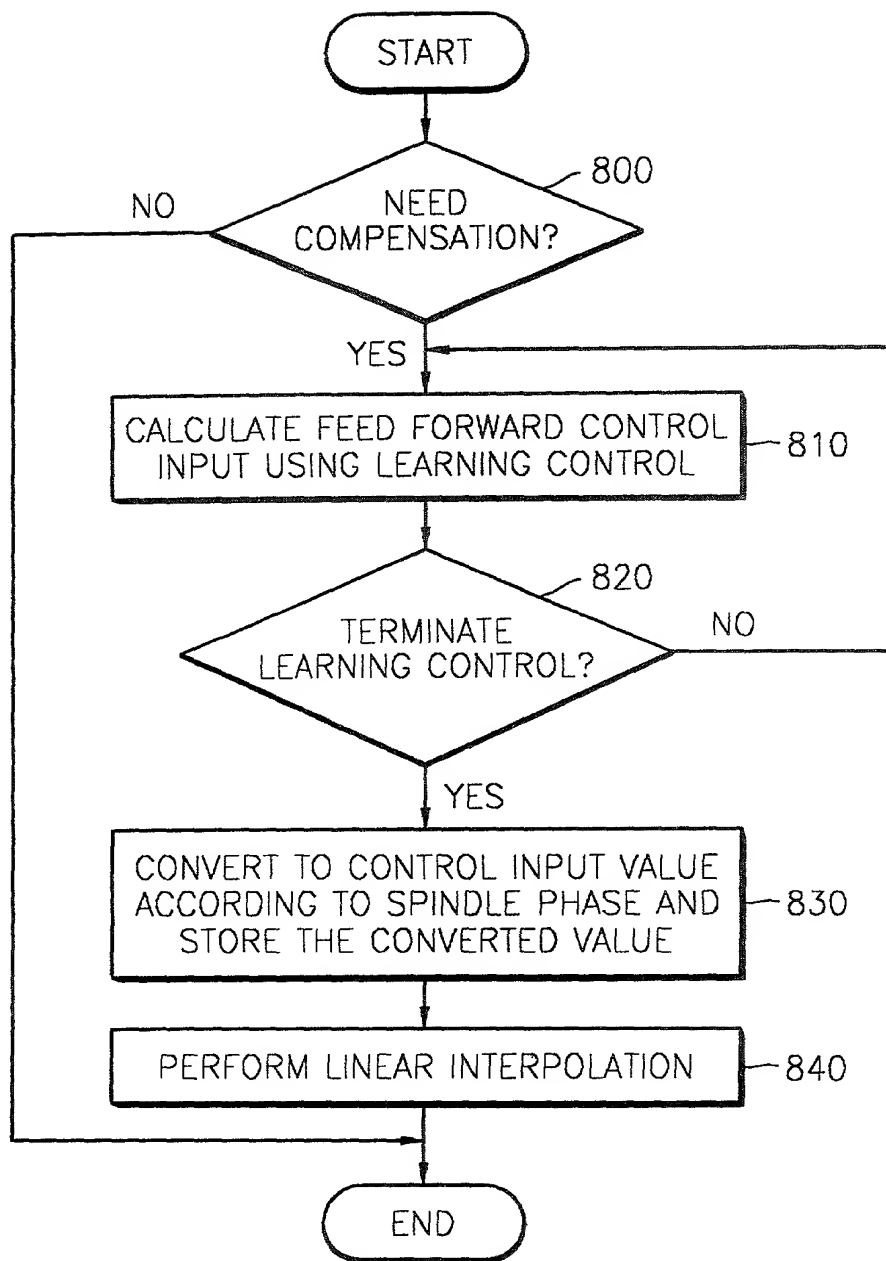 START
800
NO
NEED
COMPENSATION?
YES
CALCULATE FEED FORWARD CONTROL
INPUT USING LEARNING CONTROL
810
820
TERMINATE
LEARNING CONTROL?
NO
YES
CONVERT TO CONTROL INPUT VALUE
ACCORDING TO SPINDLE PHASE AND
STORE THE CONVERTED VALUE
830
PERFORM LINEAR INTERPOLATION
840
END